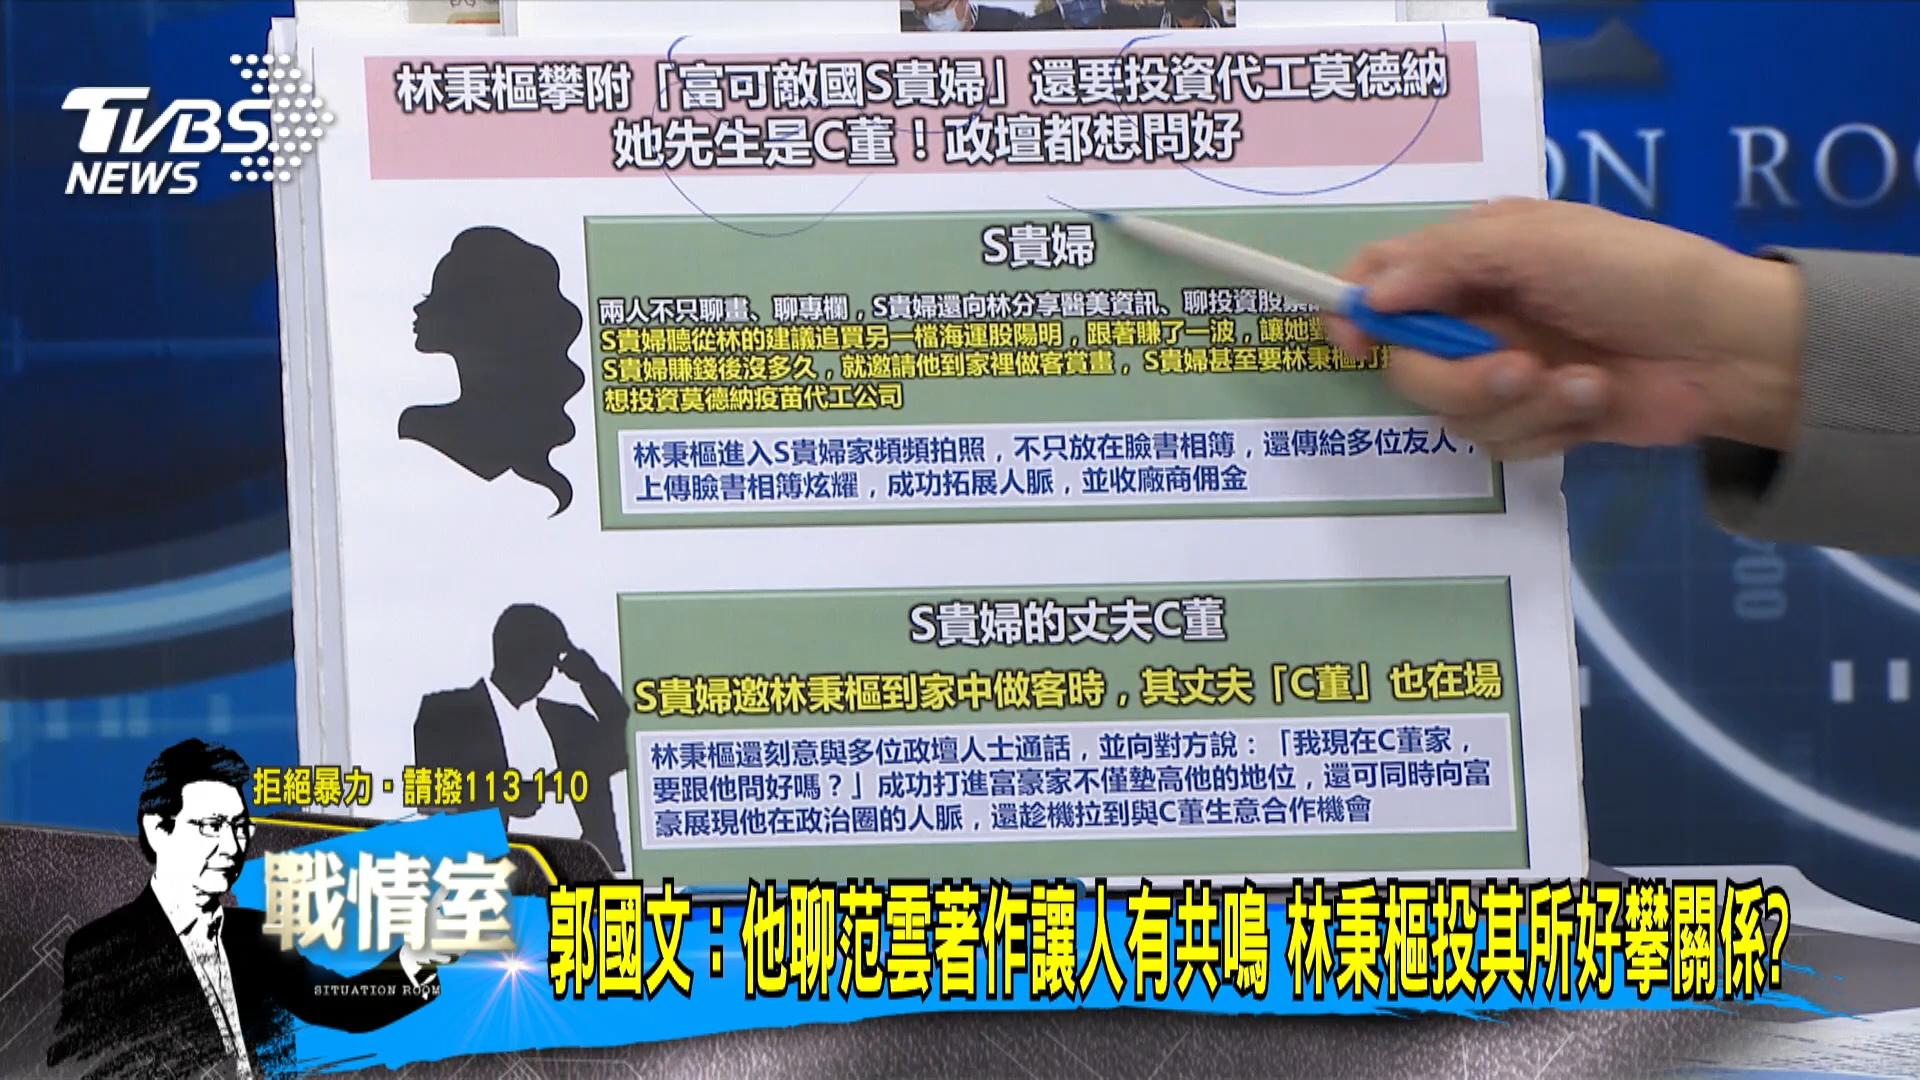 TVBS
NEWS
林秉樞攀附「富可敵國S貴婦」還要投資代工莫德納
她先生是C董！政壇都想問好
ON ROO
S貴婦
兩人不只聊畫、聊專欄，S貴婦還向林分享醫美資訊、聊投資股票
S貴婦聽從林的建議追買另一檔海運股陽明，跟著賺了一波，讓她對
S貴婦賺錢後沒多久，就邀請他到家裡做客賞畫，S貴婦甚至要林秉樞打
想投資莫德納疫苗代工公司
林秉樞進入S貴婦家頻頻拍照，不只放在臉書相簿，還傳給多位友人，
上傳臉書相簿炫耀，成功拓展人脈，並收廠商佣金
S貴婦的丈夫C董
S貴婦邀林秉樞到家中做客時，其丈夫「C董」也在場
林秉樞還刻意與多位政壇人士通話，並向對方說：「我現在C董家，
要跟他問好嗎？」成功打進富豪家不僅墊高他的地位，還可同時向富
豪展現他在政治圈的人脈，還趁機拉到與C董生意合作機會
拒絕暴力・請撥113 110
戰情室
SITUATION ROOM
郭國文：他聊范雲著作讓人有共鳴 林秉樞投其所好攀關係?